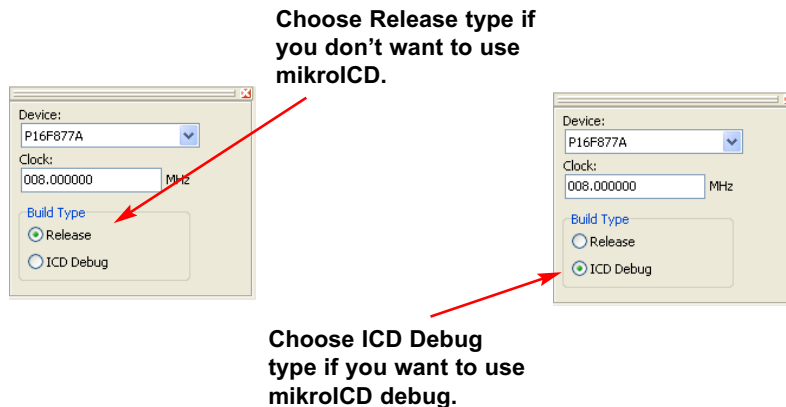 Choose Release type if
you don't want to use
mikroICD.
Device:
P16F877A
Clock:
008.000000 MHz
Build Type
Release
ICD Debug
Device:
P16F877A
Clock:
008.000000 MHz
Build Type
Release
ICD Debug
Choose ICD Debug
type if you want to use
mikroICD debug.